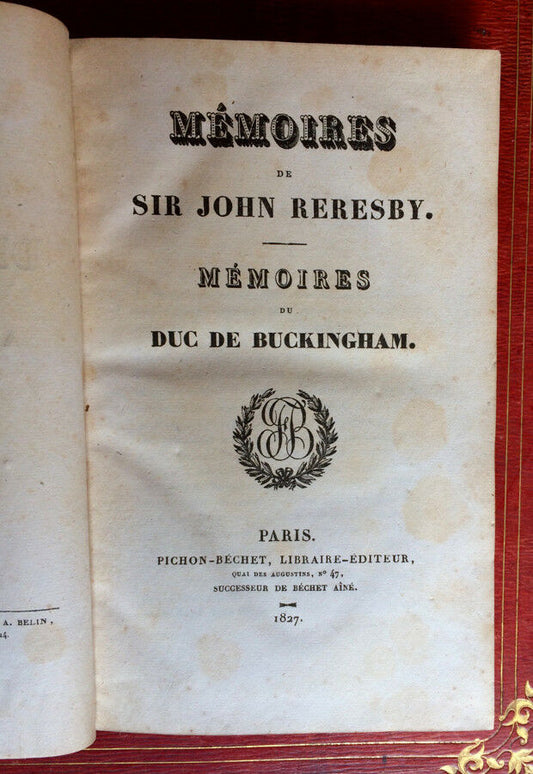 MÉMOIRES
DE
SIR JOHN RERESBY.
MÉMOIRES
DU
DUC DE BUCKINGHAM.
PARIS.
PICHON-BÉCHET, LIBRAIRE-ÉDITEUR,
QUAI DES AUGUSTINS, Nº 47,
SUCCESSEUR DE BÉCHET AÎNÉ.
1827.
A. BELIN,